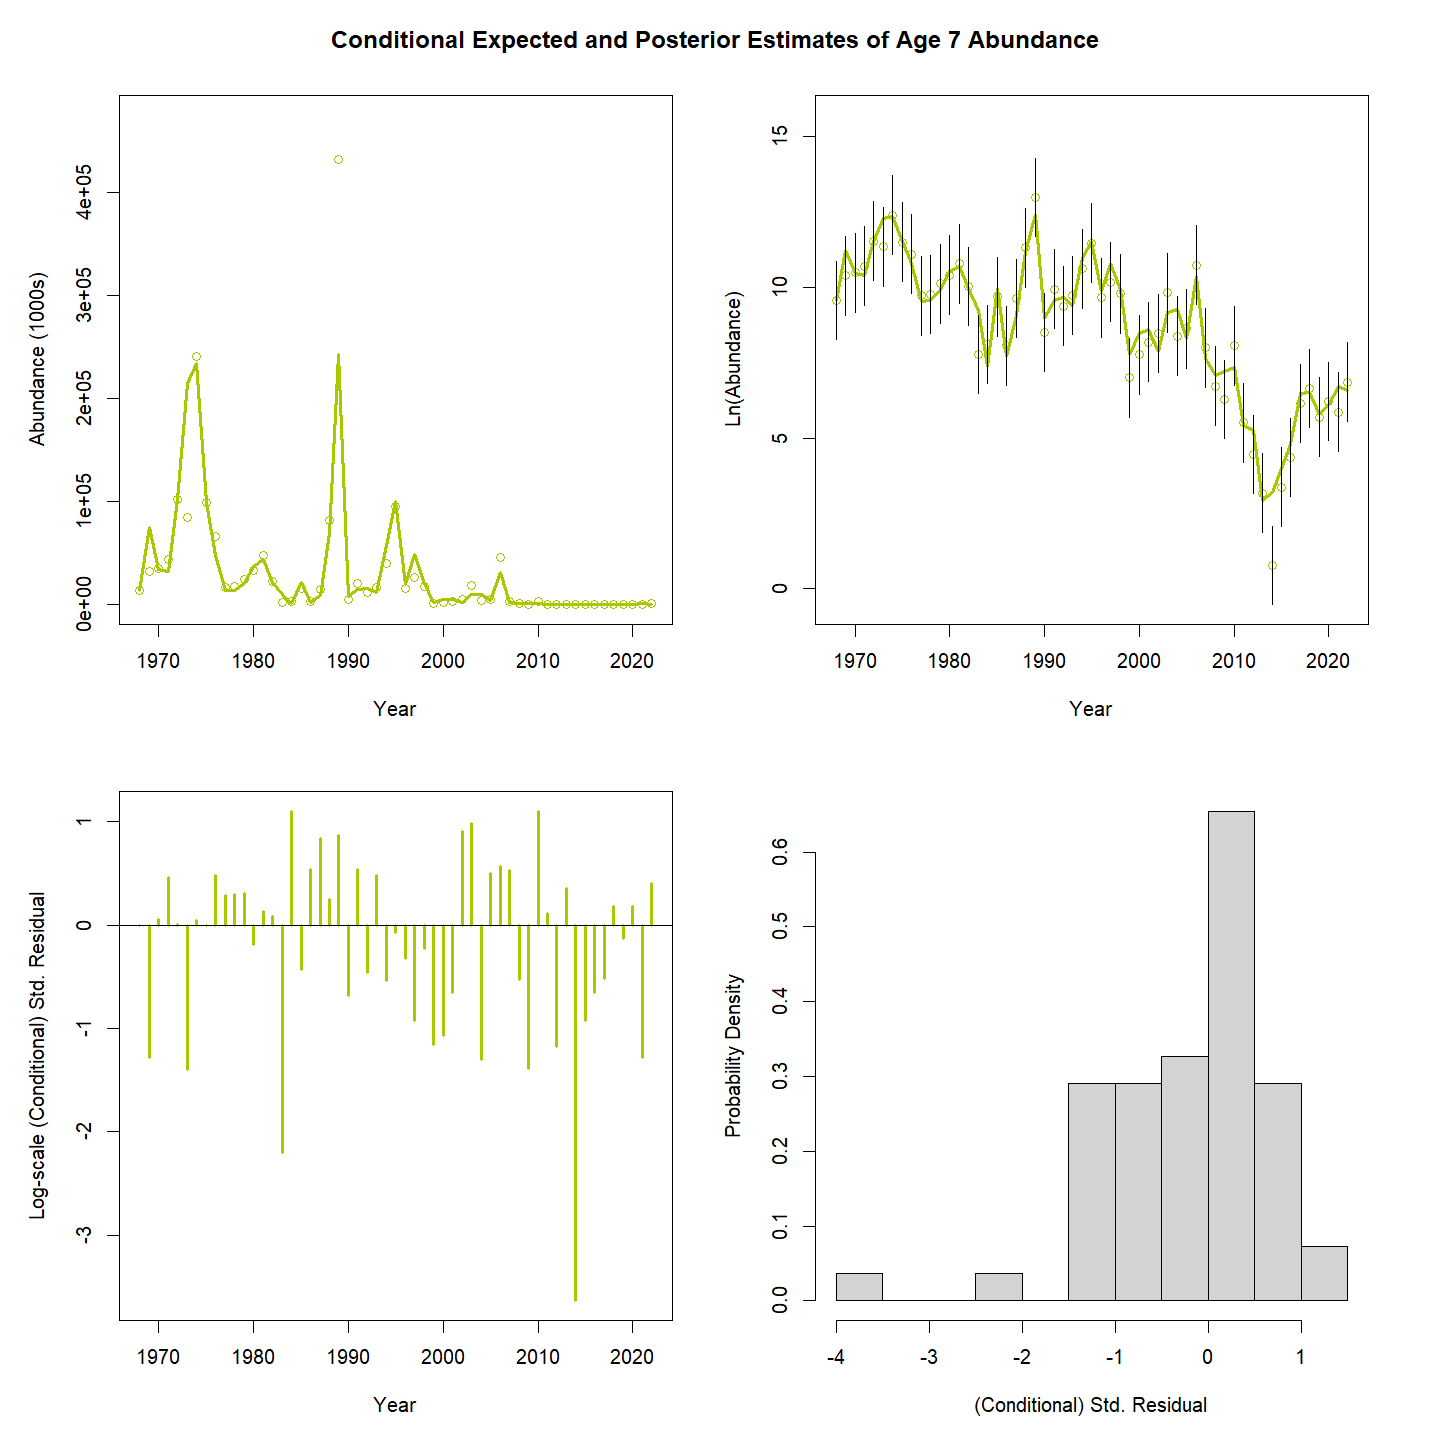 Conditional Expected and Posterior Estimates of Age 7 Abundance
Abundance (1000s)
0e+00 1e+05 2e+05 3e+05 4e+05
1970 1980 1990 2000 2010 2020
Year
Ln(Abundance)
0 5 10 15
1970 1980 1990 2000 2010 2020
Year
Log-scale (Conditional) Std. Residual
-3 -2 -1 0 1
1970 1980 1990 2000 2010 2020
Year
Probability Density
0.0 0.1 0.2 0.3 0.4 0.5 0.6
-4 -3 -2 -1 0 1
(Conditional) Std. Residual